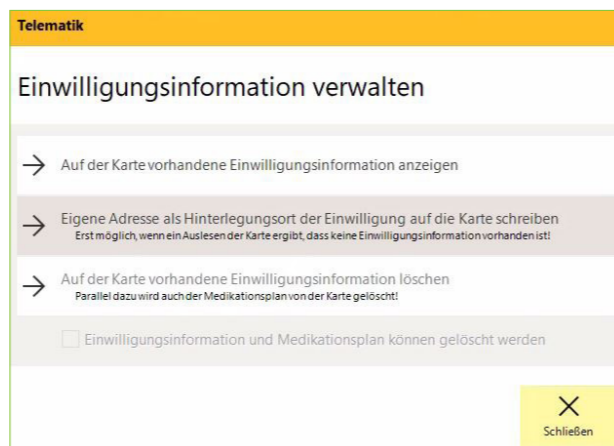 Telematik
Einwilligungsinformation verwalten
Auf der Karte vorhandene Einwilligungsinformation anzeigen
Eigene Adresse als Hinterlegungsort der Einwilligung auf die Karte schreiben
Erst möglich, wenn ein Auslesen der Karte ergibt, dass keine Einwilligungsinformation vorhanden ist!
Auf der Karte vorhandene Einwilligungsinformation löschen
Parallel dazu wird auch der Medikationsplan von der Karte gelöscht!
Einwilligungsinformation und Medikationsplan können gelöscht werden
Schließen